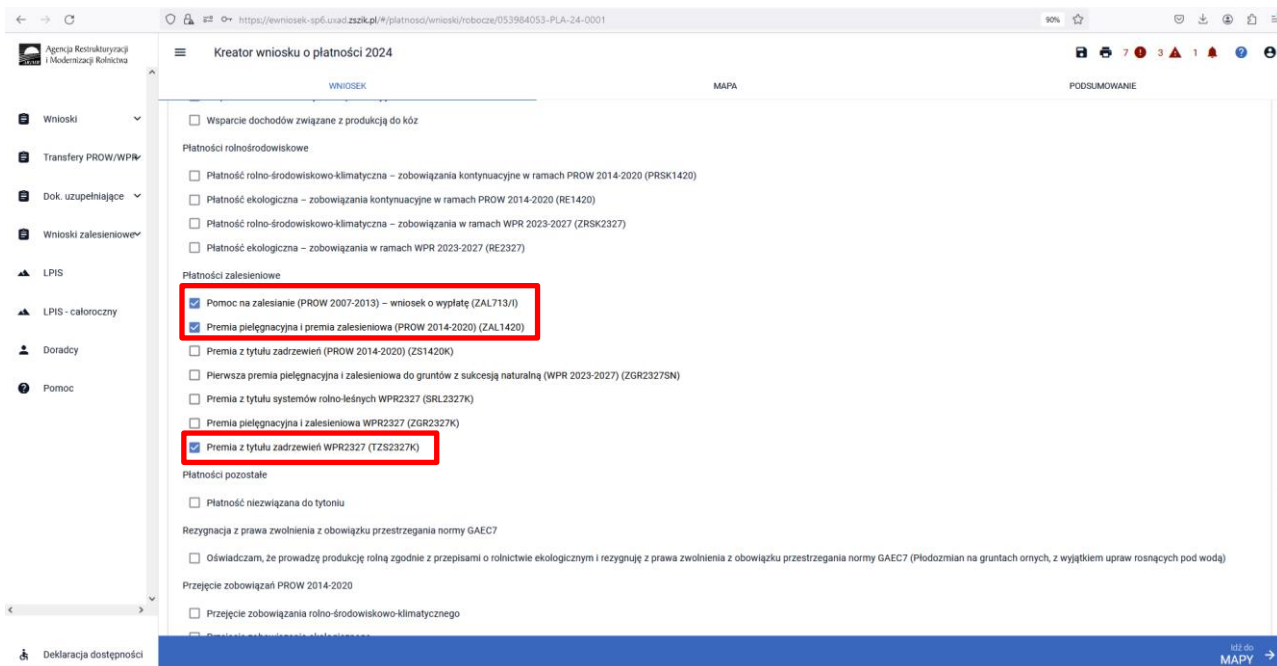 https://ewniosek-sp6.uxad.zszik.pl/#/platnosci/wnioski/robocze/053984053-PLA-24-0001
90%
Agencja Restrukturyzacji
i Modernizacji Rolnictwa
Kreator wniosku o płatności 2024
7 3 1
WNIOSEK MAPA PODSUMOWANIE
Wnioski
Transfery PROW/WPR
Dok. uzupełniające
Wnioski zalesieniowe
LPIS
LPIS - całoroczny
Doradcy
Pomoc
Deklaracja dostępności
Wsparcie dochodów związane z produkcją do kóz
Płatności rolnośrodowiskowe
Płatność rolno-środowiskowo-klimatyczna – zobowiązania kontynuacyjne w ramach PROW 2014-2020 (PRSK1420)
Płatność ekologiczna – zobowiązania kontynuacyjne w ramach PROW 2014-2020 (RE1420)
Płatność rolno-środowiskowo-klimatyczna – zobowiązania w ramach WPR 2023-2027 (ZRSK2327)
Płatność ekologiczna – zobowiązania w ramach WPR 2023-2027 (RE2327)
Płatności zalesieniowe
Pomoc na zalesianie (PROW 2007-2013) – wniosek o wypłatę (ZAL713/I)
Premia pielęgnacyjna i premia zalesieniowa (PROW 2014-2020) (ZAL1420)
Premia z tytułu zadrzewień (PROW 2014-2020) (ZS1420K)
Pierwsza premia pielęgnacyjna i zalesieniowa do gruntów z sukcesją naturalną (WPR 2023-2027) (ZGR2327SN)
Premia z tytułu systemów rolno-leśnych WPR2327 (SRL2327K)
Premia pielęgnacyjna i zalesieniowa WPR2327 (ZGR2327K)
Premia z tytułu zadrzewień WPR2327 (TZS2327K)
Płatności pozostałe
Płatność niezwiązana do tytoniu
Rezygnacja z prawa zwolnienia z obowiązku przestrzegania normy GAEC7
Oświadczam, że prowadzę produkcję rolną zgodnie z przepisami o rolnictwie ekologicznym i rezygnuję z prawa zwolnienia z obowiązku przestrzegania normy GAEC7 (Płodozmian na gruntach ornych, z wyjątkiem upraw rosnących pod wodą)
Przejęcie zobowiązań PROW 2014-2020
Przejęcie zobowiązania rolno-środowiskowo-klimatycznego
Idź do
MAPY